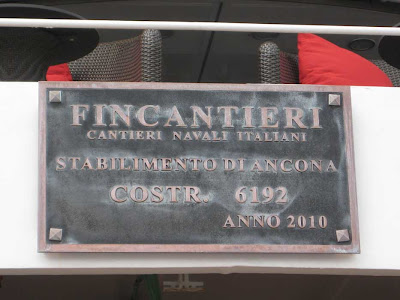 FINCANTIERI
CANTIERI NAVALI ITALIANI
STABILIMENTO DI ANCONA
COSTR. 6192
ANNO 2010